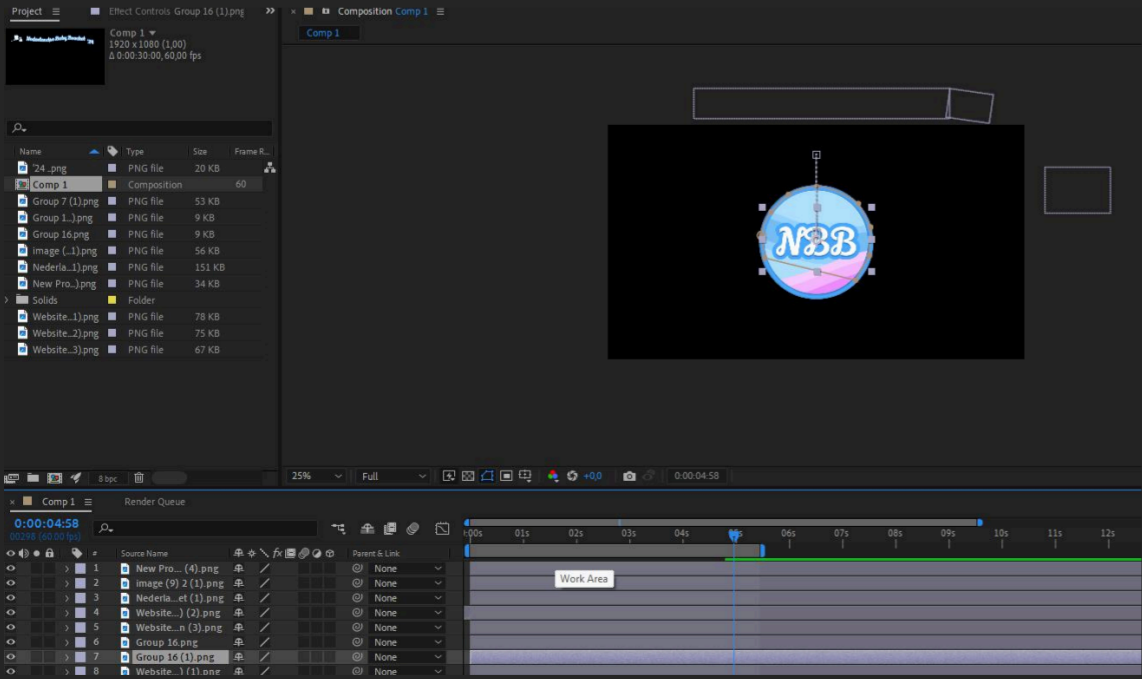 Project
Effect Controls Group 16 (1).png
Composition Comp 1
Comp 1
Comp 1
1920 x 1080 (1,00)
Δ 0:00:30:00, 60,00 fps
Name Type Size Frame R...
'24 ..png PNG file 20 KB
Comp 1 Composition 60
Group 7 (1).png PNG file 53 KB
Group 1...).png PNG file 9 KB
Group 16.png PNG file 9 KB
image (...1).png PNG file 56 KB
Nederla...1).png PNG file 151 KB
New Pro...).png PNG file 34 KB
Solids Folder
Website...1).png PNG file 78 KB
Website...2).png PNG file 75 KB
Website...3).png PNG file 67 KB
NBB
8 bpc
25% Full +0,0 0:00:04:58
Comp 1 Render Queue
0:00:04:58
00298 (60.00 fps)
:00s 01s 02s 03s 04s 05s 06s 07s 08s 09s 10s 11s 12s
# Source Name fx Parent & Link
1 New Pro... (4).png None
2 image (9) 2 (1).png None
3 Nederla...et (1).png None
4 Website...) (2).png None
5 Website...n (3).png None
6 Group 16.png None
7 Group 16 (1).png None
8 Website...) (1).png None
Work Area